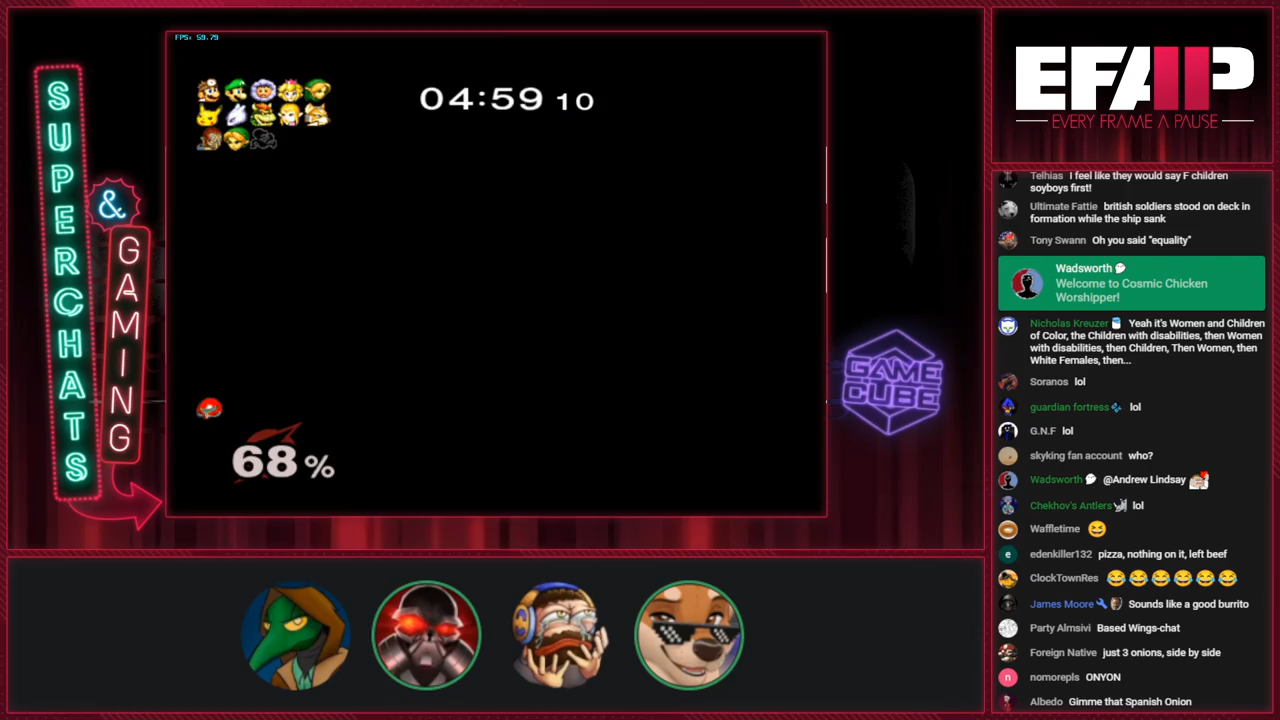 FPS: 59.79
SUPERCHATS
&
GAMING
04:59 10
68%
GAME
CUBE
EFAP
EVERY FRAME A PAUSE
Telhias I feel like they would say F children
soyboys first!
Ultimate Fattie british soldiers stood on deck in
formation while the ship sank
Tony Swann Oh you said "equality"
Wadsworth
Welcome to Cosmic Chicken
Worshipper!
Nicholas Kreuzer Yeah it's Women and Children
of Color, the Children with disabilities, then Women
with disabilities, then Children, Then Women, then
White Females, then...
Soranos lol
guardian fortress lol
G.N.F lol
skyking fan account who?
Wadsworth @Andrew Lindsay
Chekhov's Antlers lol
Waffletime
e edenkiller132 pizza, nothing on it, left beef
ClockTownRes
James Moore Sounds like a good burrito
Party Almsivi Based Wings-chat
Foreign Native just 3 onions, side by side
n nomorepls ONYON
Albedo Gimme that Spanish Onion